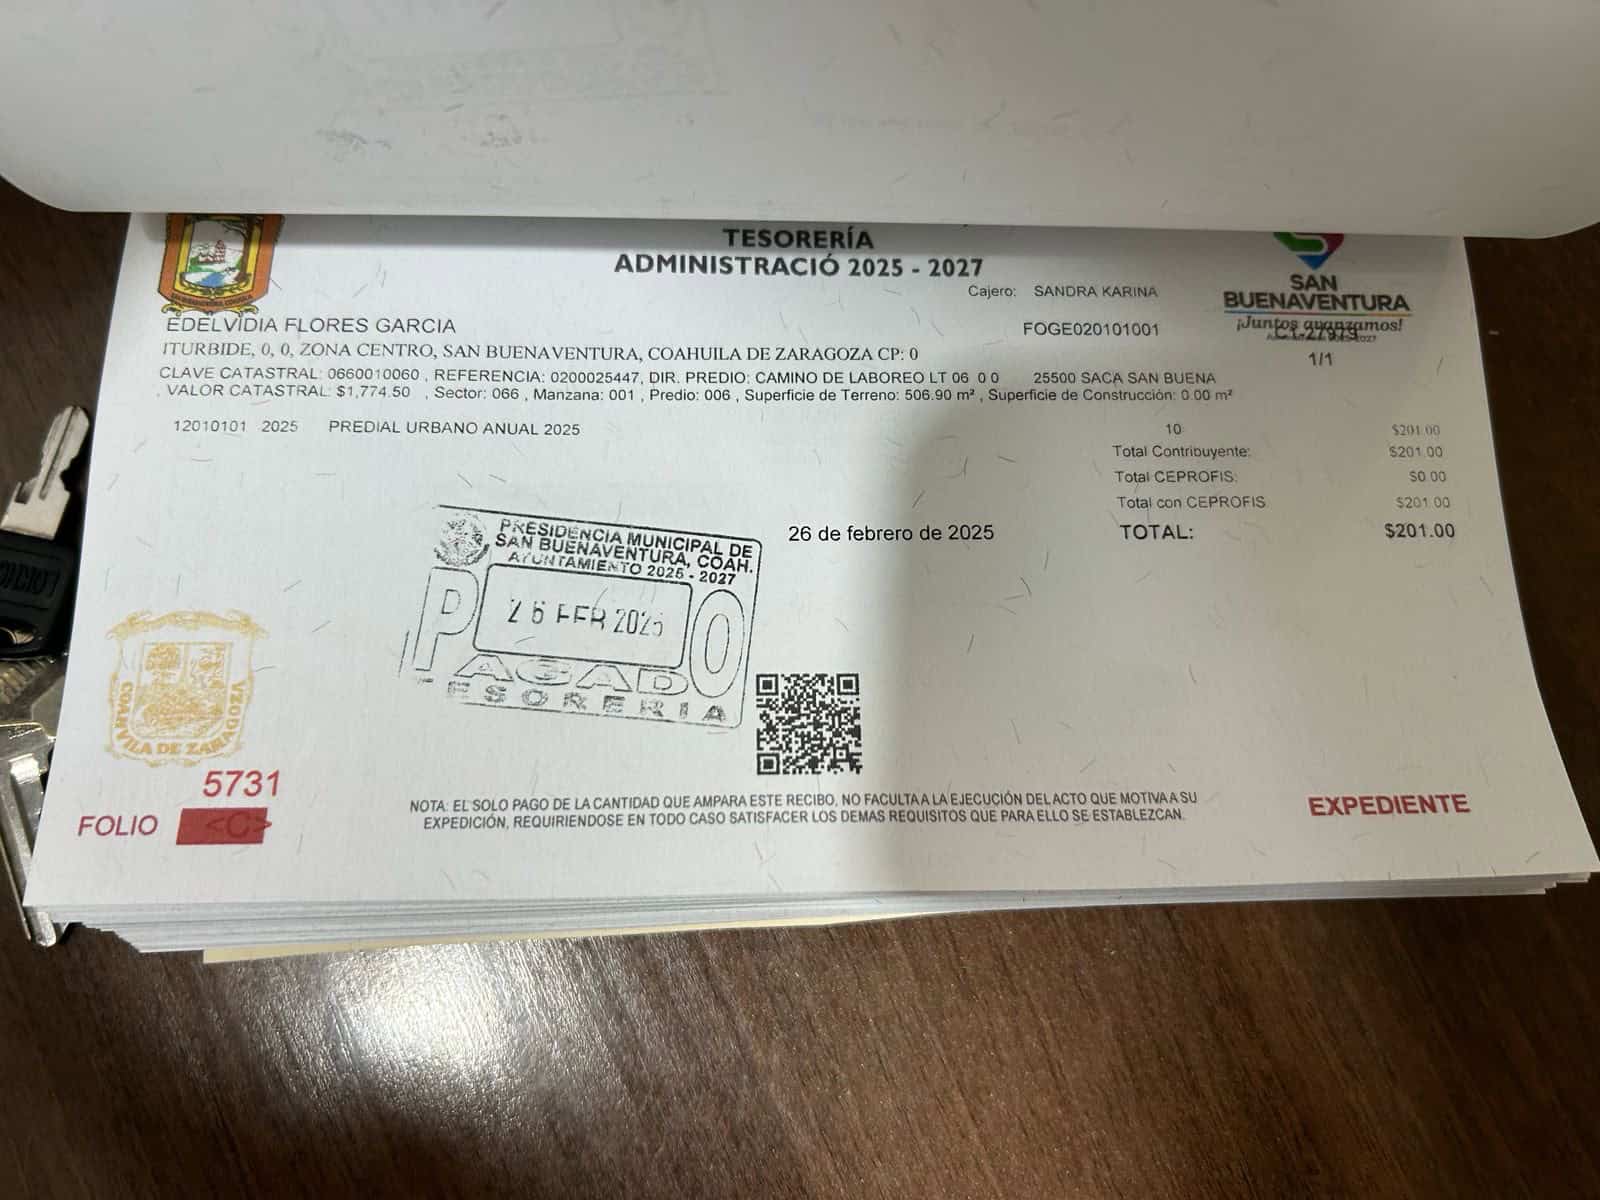 TESORERÍA
ADMINISTRACIÓ 2025 - 2027
Cajero: SANDRA KARINA
SAN
BUENAVENTURA
¡Juntos avanzamos!
C1-27979
1/1
EDELVIDIA FLORES GARCIA
FOGE020101001
ITURBIDE, 0, 0, ZONA CENTRO, SAN BUENAVENTURA, COAHUILA DE ZARAGOZA CP: 0
CLAVE CATASTRAL: 0660010060 , REFERENCIA: 0200025447, DIR. PREDIO: CAMINO DE LABOREO LT 06 0 0 25500 SACA SAN BUENA
, VALOR CATASTRAL: $1,774.50 , Sector: 066 , Manzana: 001 , Predio: 006 , Superficie de Terreno: 506.90 m² , Superficie de Construcción: 0.00 m²
12010101 2025 PREDIAL URBANO ANUAL 2025 10 $201.00
Total Contribuyente: $201.00
Total CEPROFIS: $0.00
Total con CEPROFIS $201.00
TOTAL: $201.00
26 de febrero de 2025
PRESIDENCIA MUNICIPAL DE
SAN BUENAVENTURA, COAH.
AYUNTAMIENTO 2025 - 2027
26 FEB 2025
PAGADO
TESORERIA
COAHVILA DE ZARAGOZA
5731
FOLIO <C>
NOTA: EL SOLO PAGO DE LA CANTIDAD QUE AMPARA ESTE RECIBO, NO FACULTA A LA EJECUCIÓN DEL ACTO QUE MOTIVA A SU
EXPEDICIÓN, REQUIRIENDOSE EN TODO CASO SATISFACER LOS DEMAS REQUISITOS QUE PARA ELLO SE ESTABLEZCAN.
EXPEDIENTE